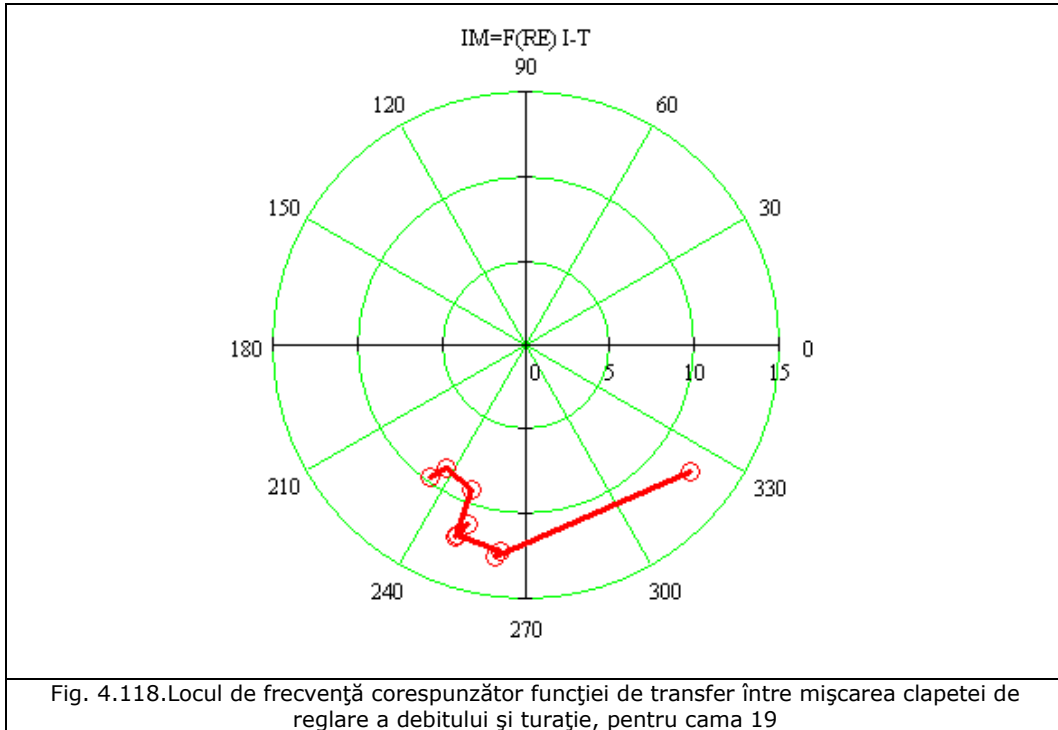 IM=F(RE) I-T
90
120 60
150 30
180 0
0 5 10 15
210 330
240 300
270
Fig. 4.118.Locul de frecvenţă corespunzător funcţiei de transfer între mişcarea clapetei de
reglare a debitului şi turaţie, pentru cama 19